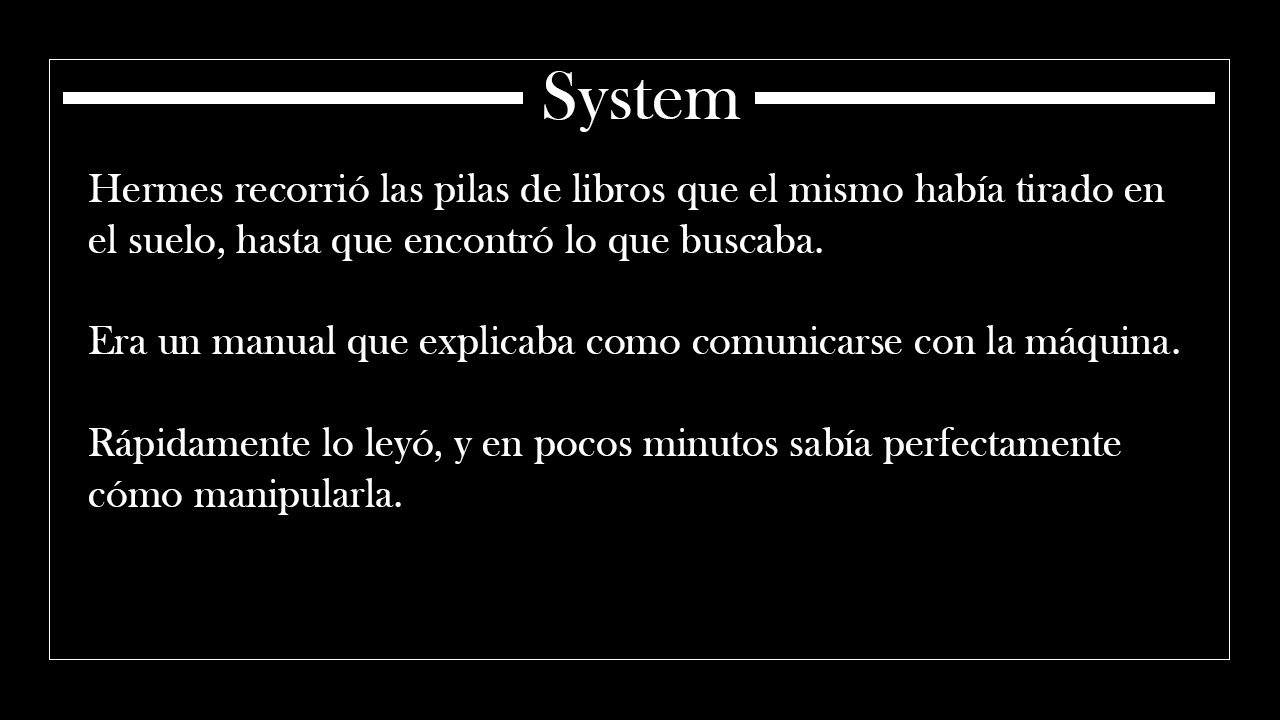 System
Hermes recorrió las pilas de libros que el mismo había tirado en
el suelo, hasta que encontró lo que buscaba.
Era un manual que explicaba como comunicarse con la máquina.
Rápidamente lo leyó, y en pocos minutos sabía perfectamente
cómo manipularla.